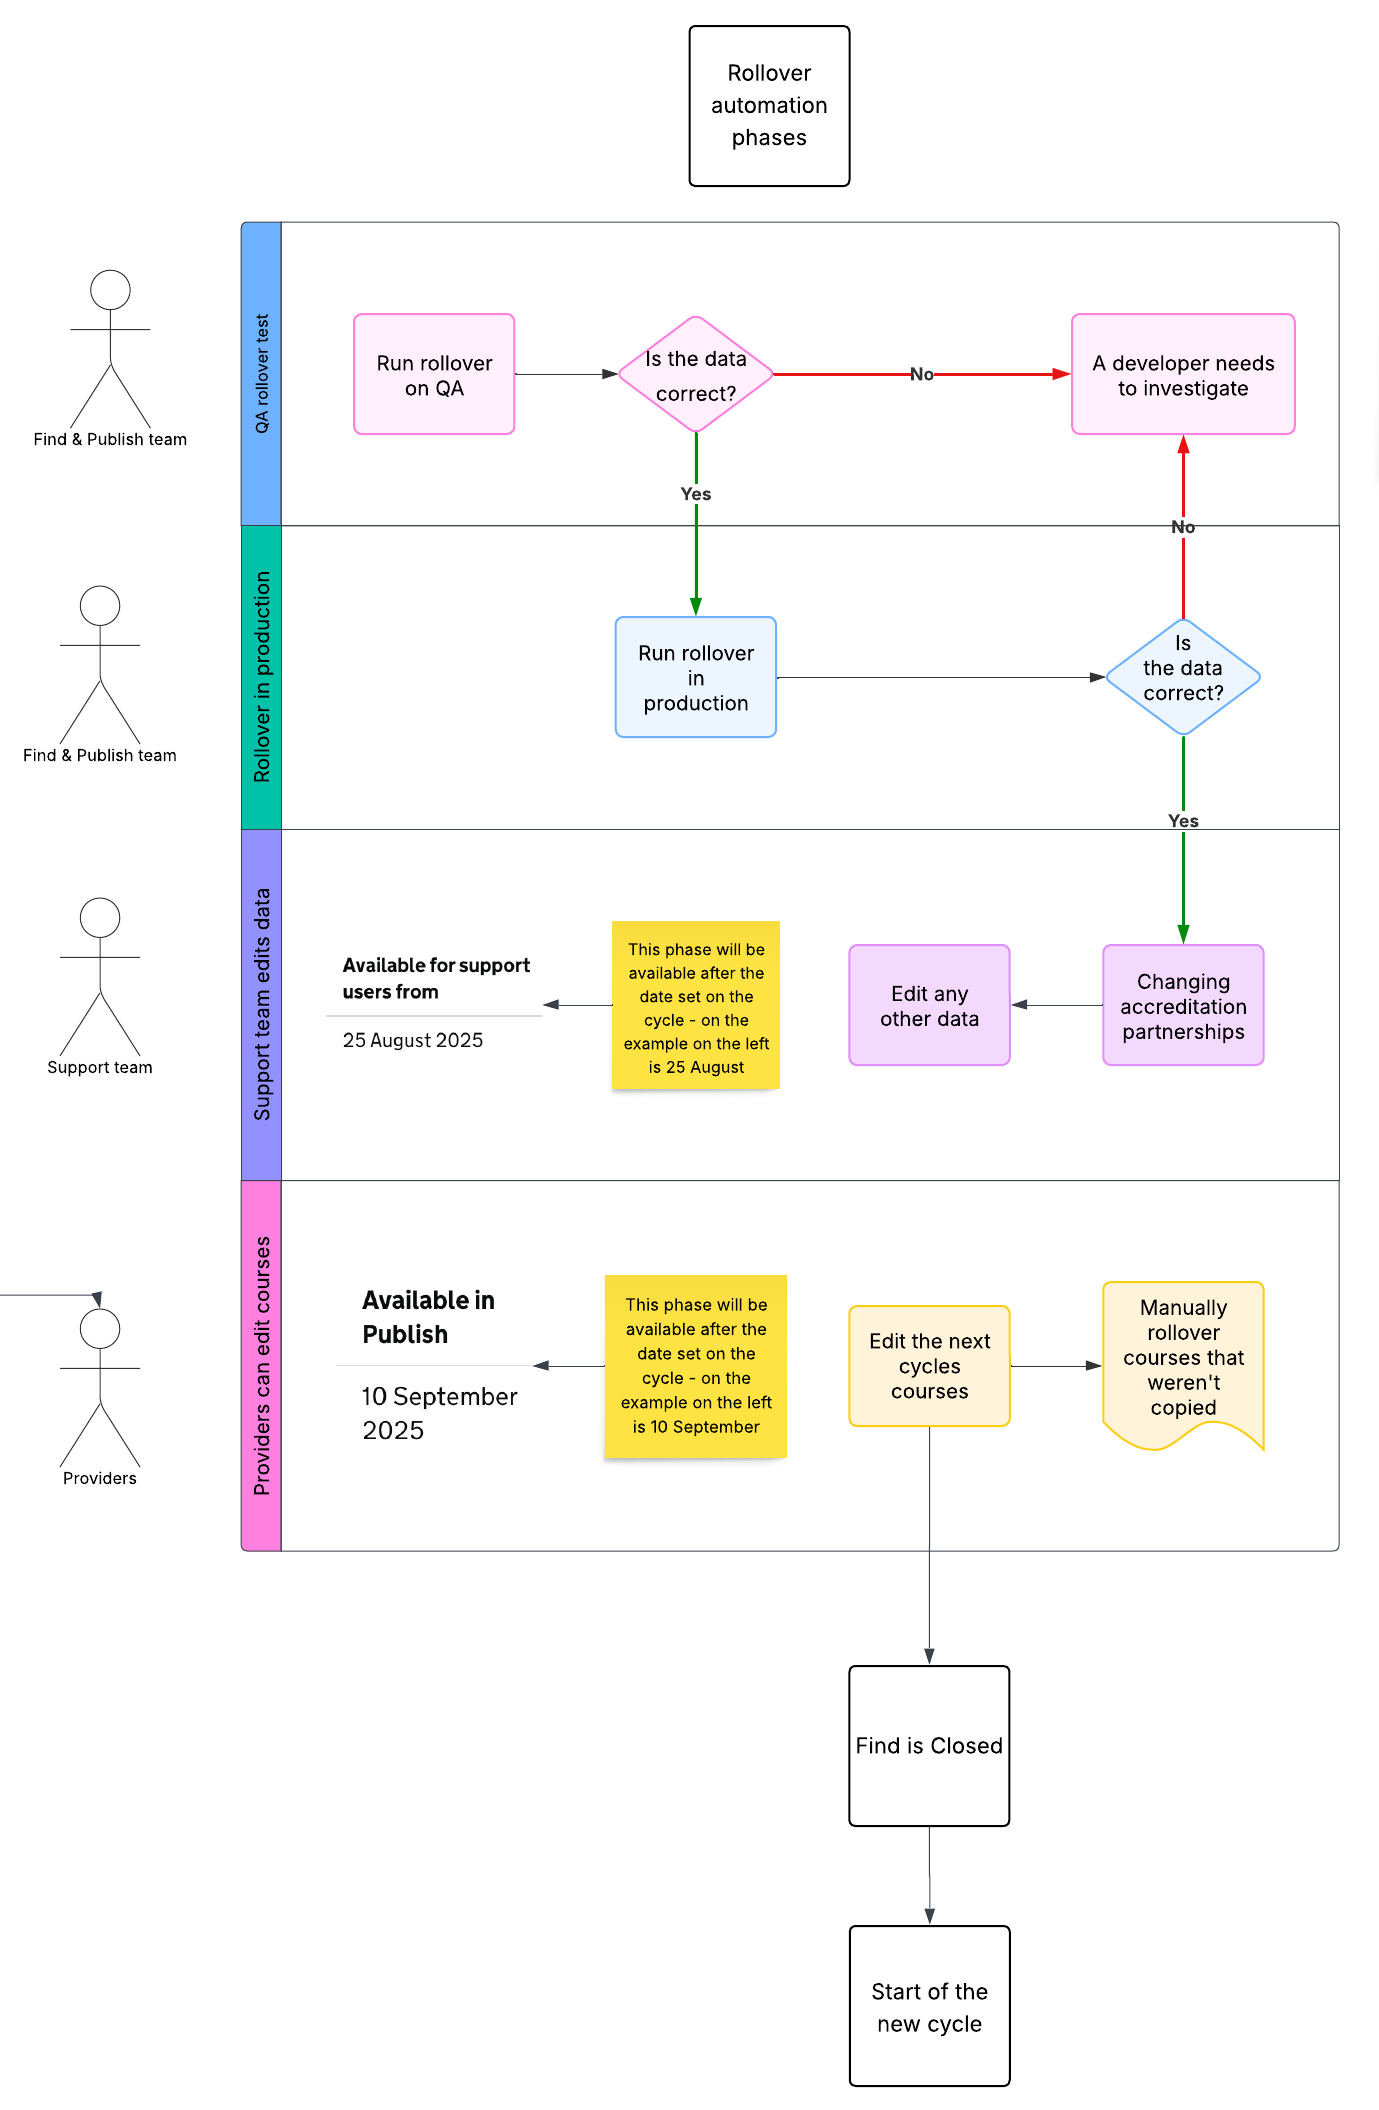 Rollover
automation
phases
QA rollover test
Find & Publish team
Run rollover
on QA
Is the data
correct?
No
A developer needs
to investigate
Yes
No
Rollover in production
Find & Publish team
Run rollover
in
production
Is
the data
correct?
Yes
Support team edits data
Support team
Available for support
users from
25 August 2025
This phase will be
available after the
date set on the
cycle - on the
example on the left
is 25 August
Edit any
other data
Changing
accreditation
partnerships
Providers can edit courses
Providers
Available in
Publish
10 September
2025
This phase will be
available after the
date set on the
cycle - on the
example on the left
is 10 September
Edit the next
cycles
courses
Manually
rollover
courses that
weren't
copied
Find is Closed
Start of the
new cycle